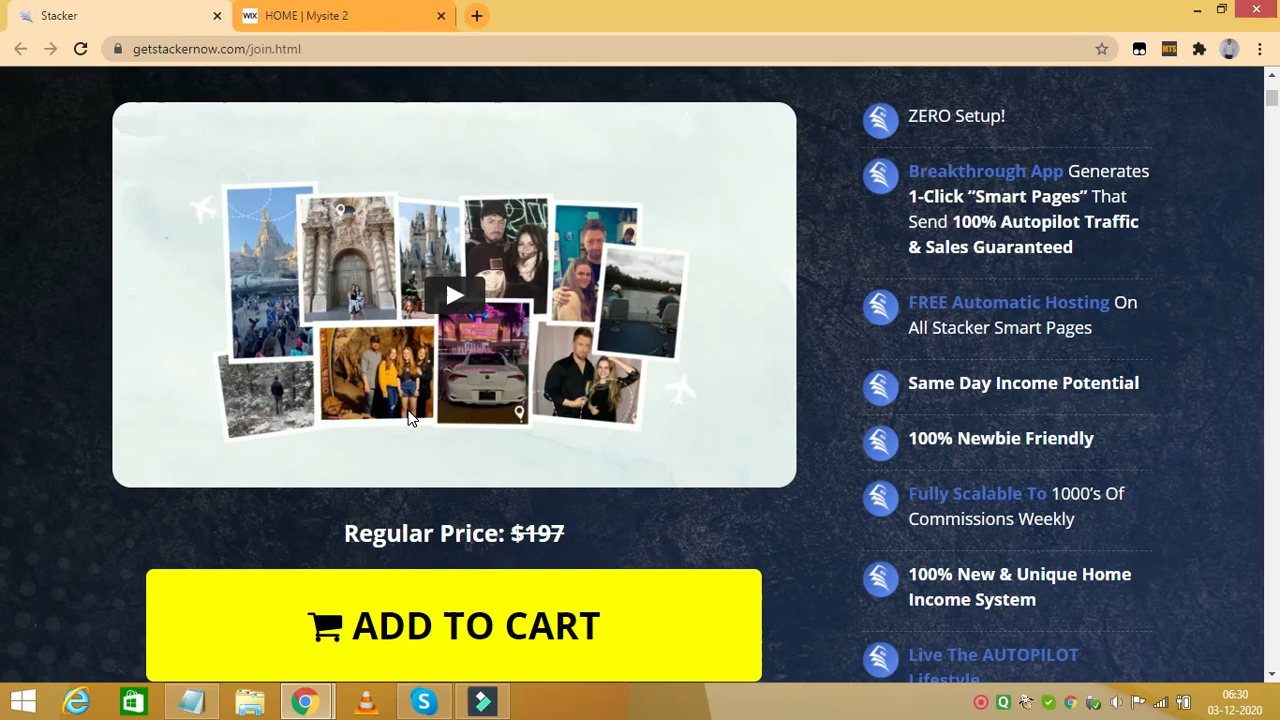 Stacker
WIX HOME | Mysite 2
getstackernow.com/join.html
MTS
ZERO Setup!
Breakthrough App Generates
1-Click “Smart Pages” That
Send 100% Autopilot Traffic
& Sales Guaranteed
FREE Automatic Hosting On
All Stacker Smart Pages
Same Day Income Potential
100% Newbie Friendly
Fully Scalable To 1000’s Of
Commissions Weekly
100% New & Unique Home
Income System
Live The AUTOPILOT
Lifestyle
Regular Price: $197
ADD TO CART
06:30
03-12-2020